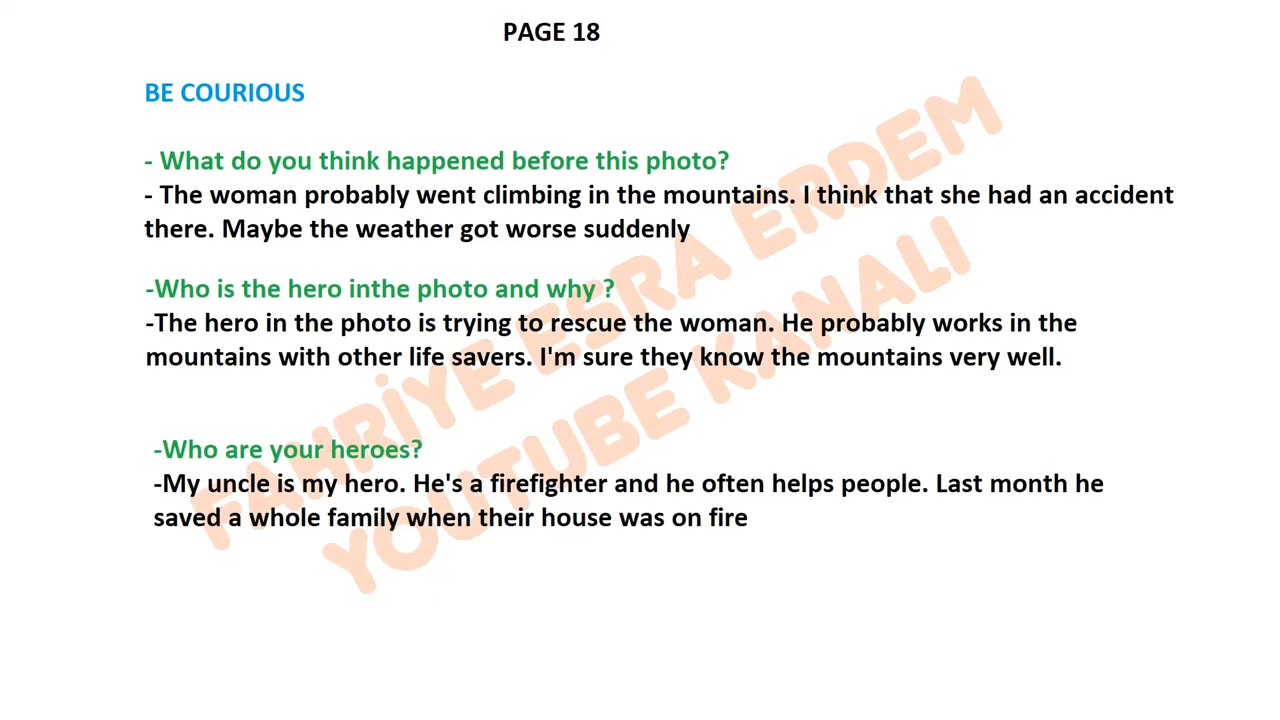 PAGE 18
BE COURIOUS
- What do you think happened before this photo?
- The woman probably went climbing in the mountains. I think that she had an accident
there. Maybe the weather got worse suddenly
-Who is the hero inthe photo and why ?
-The hero in the photo is trying to rescue the woman. He probably works in the
mountains with other life savers. I'm sure they know the mountains very well.
-Who are your heroes?
-My uncle is my hero. He's a firefighter and he often helps people. Last month he
saved a whole family when their house was on fire
FAHRİYE ESRA ERDEM
YOUTUBE KANALI